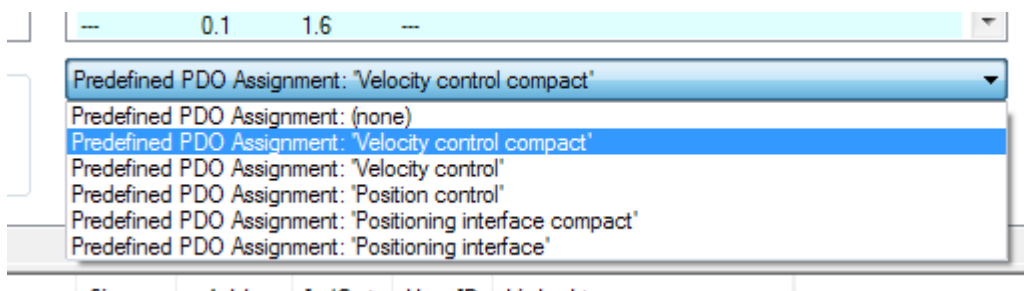 --- 0.1 1.6 ---
Predefined PDO Assignment: 'Velocity control compact'
Predefined PDO Assignment: (none)
Predefined PDO Assignment: 'Velocity control compact'
Predefined PDO Assignment: 'Velocity control'
Predefined PDO Assignment: 'Position control'
Predefined PDO Assignment: 'Positioning interface compact'
Predefined PDO Assignment: 'Positioning interface'